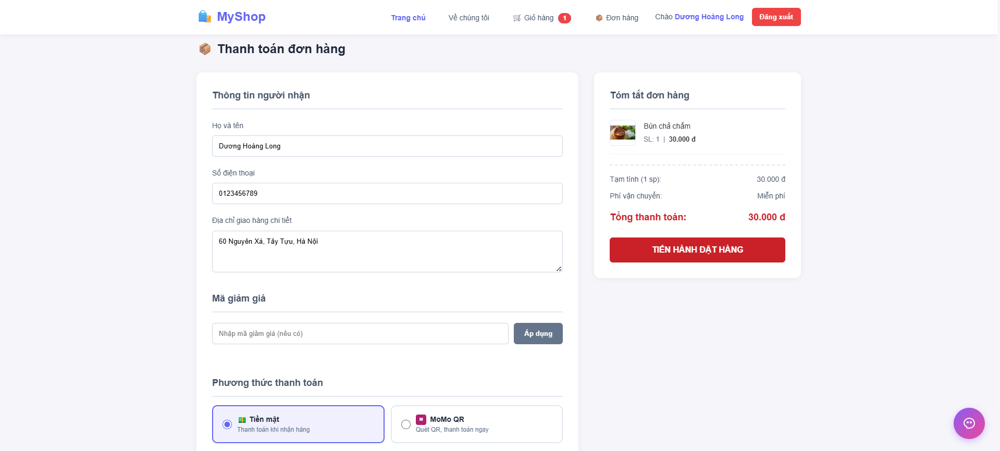 MyShop
Trang chủ
Về chúng tôi
Giỏ hàng 1
Đơn hàng
Chào Dương Hoàng Long
Đăng xuất
Thanh toán đơn hàng
Thông tin người nhận
Họ và tên
Dương Hoàng Long
Số điện thoại
0123456789
Địa chỉ giao hàng chi tiết
60 Nguyên Xá, Tây Tựu, Hà Nội
Mã giảm giá
Nhập mã giảm giá (nếu có)
Áp dụng
Phương thức thanh toán
Tiền mặt
Thanh toán khi nhận hàng
M MoMo QR
Quét QR, thanh toán ngay
Tóm tắt đơn hàng
Bún chả chấm
SL: 1 | 30.000 đ
Tạm tính (1 sp): 30.000 đ
Phí vận chuyển: Miễn phí
Tổng thanh toán: 30.000 đ
TIẾN HÀNH ĐẶT HÀNG